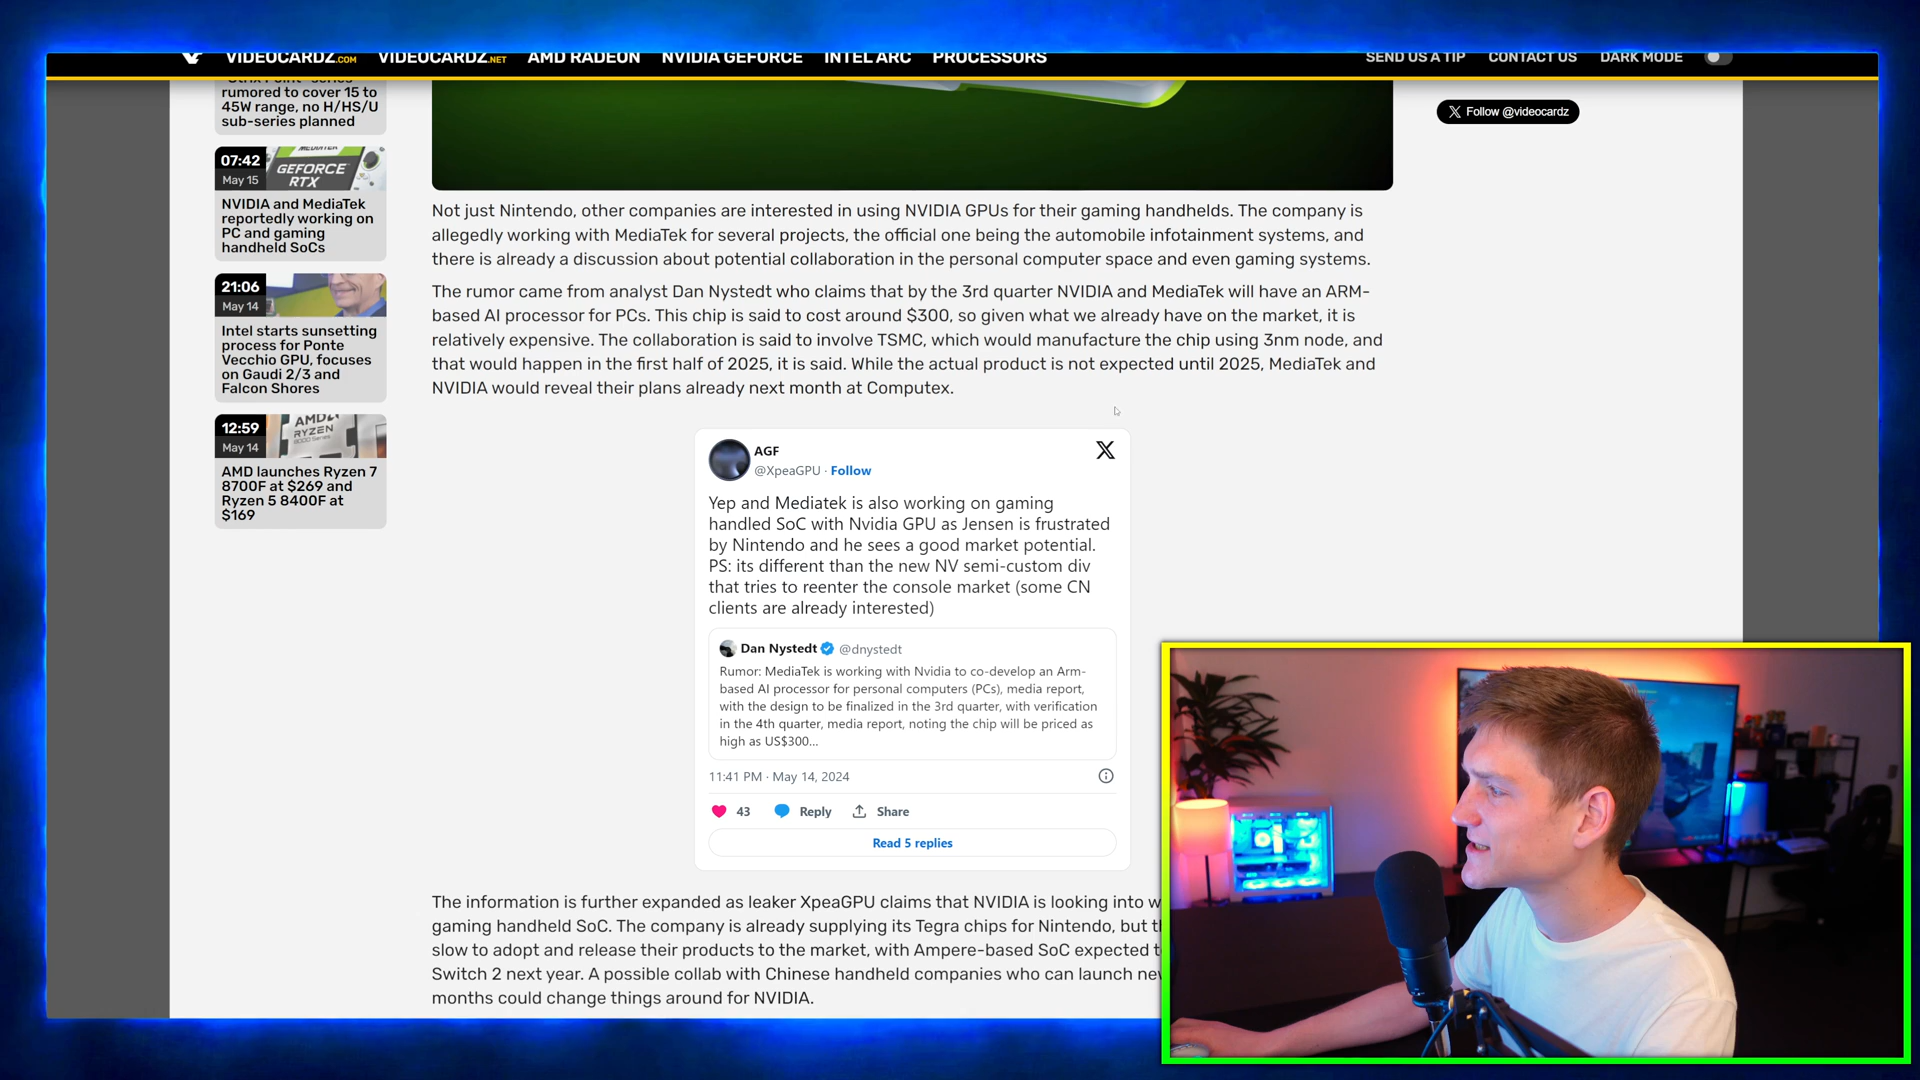 VIDEOCARDZ.COM VIDEOCARDZ.NET AMD RADEON NVIDIA GEFORCE INTEL ARC PROCESSORS SEND US A TIP CONTACT US DARK MODE
rumored to cover 15 to
45W range, no H/HS/U
sub-series planned
07:42
May 15
MEDIATEK
GEFORCE
RTX
NVIDIA and MediaTek
reportedly working on
PC and gaming
handheld SoCs
21:06
May 14
Intel starts sunsetting
process for Ponte
Vecchio GPU, focuses
on Gaudi 2/3 and
Falcon Shores
12:59
May 14
AMD
RYZEN
8000 Series
AMD launches Ryzen 7
8700F at $269 and
Ryzen 5 8400F at
$169
Follow @videocardz
Not just Nintendo, other companies are interested in using NVIDIA GPUs for their gaming handhelds. The company is
allegedly working with MediaTek for several projects, the official one being the automobile infotainment systems, and
there is already a discussion about potential collaboration in the personal computer space and even gaming systems.
The rumor came from analyst Dan Nystedt who claims that by the 3rd quarter NVIDIA and MediaTek will have an ARM-
based AI processor for PCs. This chip is said to cost around $300, so given what we already have on the market, it is
relatively expensive. The collaboration is said to involve TSMC, which would manufacture the chip using 3nm node, and
that would happen in the first half of 2025, it is said. While the actual product is not expected until 2025, MediaTek and
NVIDIA would reveal their plans already next month at Computex.
AGF
@XpeaGPU · Follow
Yep and Mediatek is also working on gaming
handled SoC with Nvidia GPU as Jensen is frustrated
by Nintendo and he sees a good market potential.
PS: its different than the new NV semi-custom div
that tries to reenter the console market (some CN
clients are already interested)
Dan Nystedt @dnystedt
Rumor: MediaTek is working with Nvidia to co-develop an Arm-
based AI processor for personal computers (PCs), media report,
with the design to be finalized in the 3rd quarter, with verification
in the 4th quarter, media report, noting the chip will be priced as
high as US$300...
11:41 PM · May 14, 2024
43 Reply Share
Read 5 replies
The information is further expanded as leaker XpeaGPU claims that NVIDIA is looking into
gaming handheld SoC. The company is already supplying its Tegra chips for Nintendo, but
slow to adopt and release their products to the market, with Ampere-based SoC expected
Switch 2 next year. A possible collab with Chinese handheld companies who can launch
months could change things around for NVIDIA.